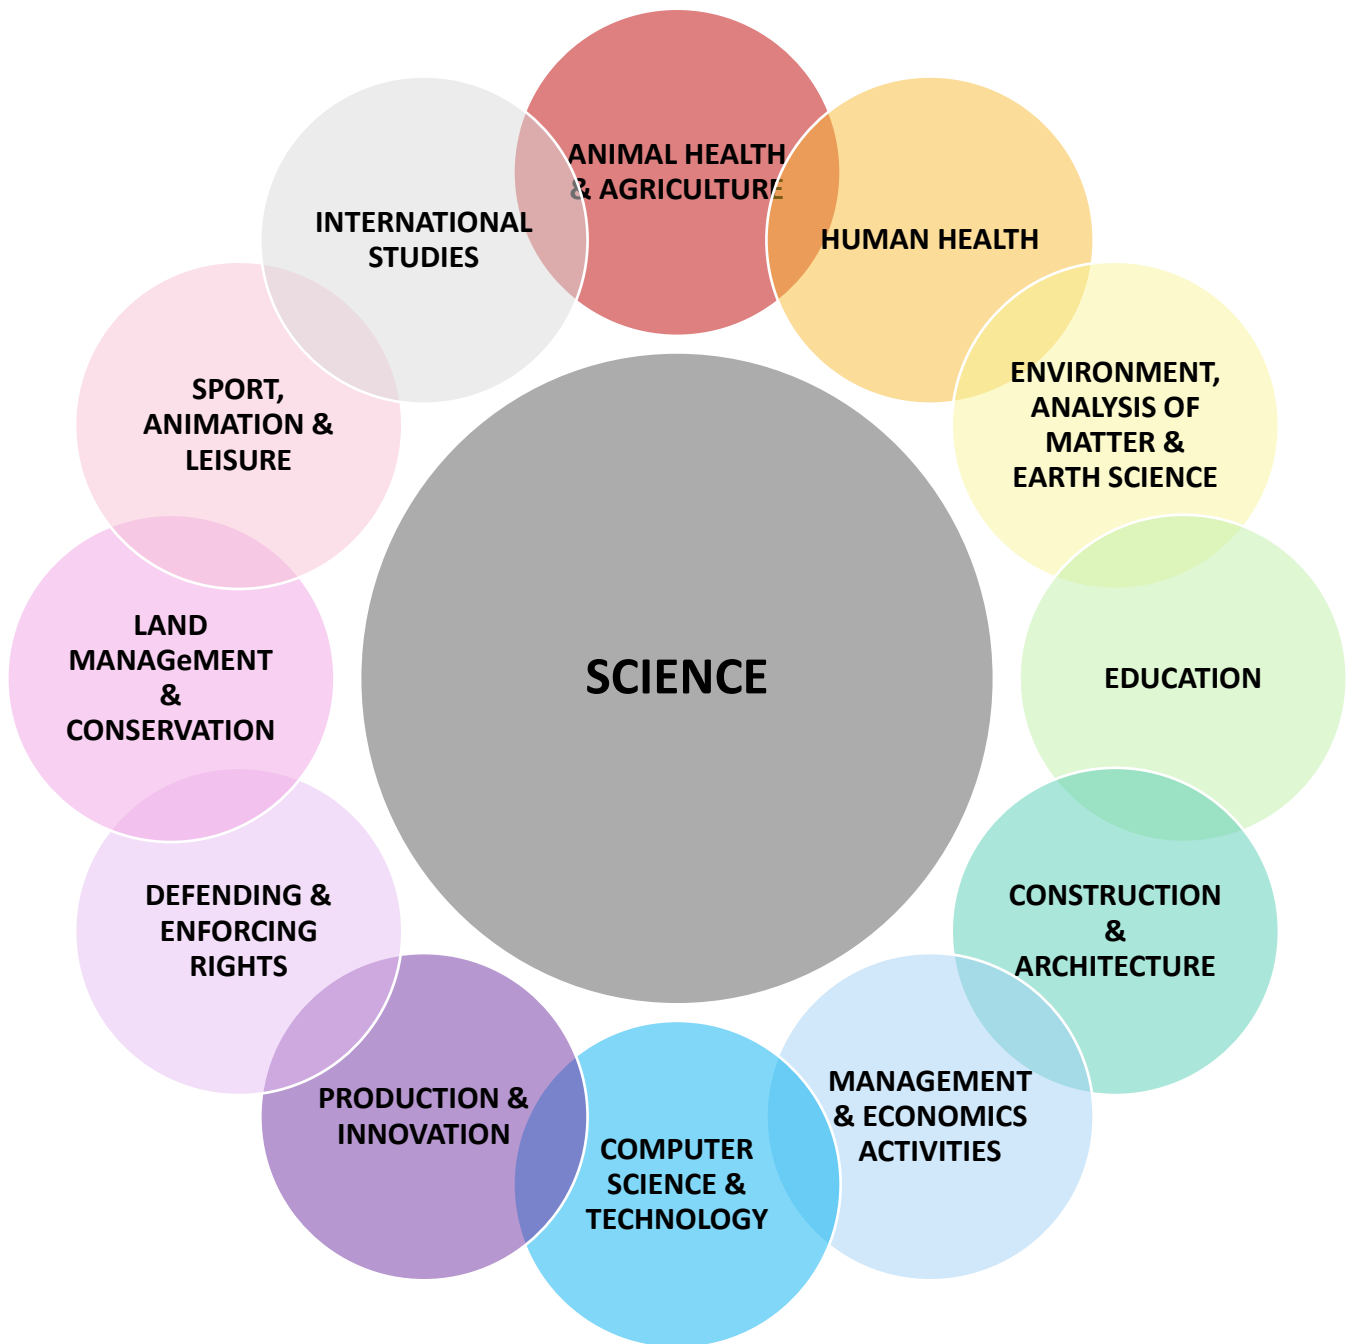 ANIMAL HEALTH
& AGRICULTURE
HUMAN HEALTH
ENVIRONMENT,
ANALYSIS OF
MATTER &
EARTH SCIENCE
EDUCATION
CONSTRUCTION
&
ARCHITECTURE
MANAGEMENT
& ECONOMICS
ACTIVITIES
COMPUTER
SCIENCE &
TECHNOLOGY
PRODUCTION &
INNOVATION
DEFENDING &
ENFORCING
RIGHTS
LAND
MANAGeMENT
&
CONSERVATION
SPORT,
ANIMATION &
LEISURE
INTERNATIONAL
STUDIES
SCIENCE